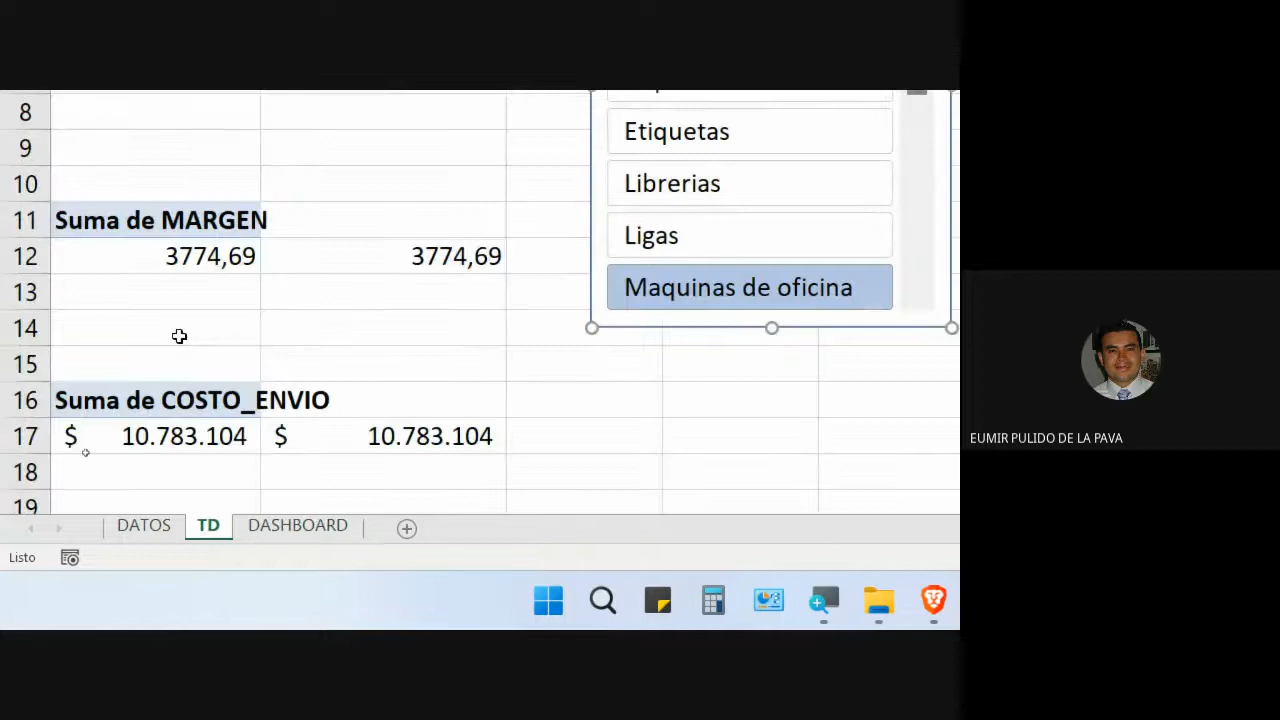 8
Etiquetas
9
Librerias
10
11 Suma de MARGEN
Ligas
12 3774,69 3774,69
Maquinas de oficina
13
14
15
16 Suma de COSTO_ENVIO
17 $ 10.783.104 $ 10.783.104
18
19
DATOS TD DASHBOARD
Listo
EUMIR PULIDO DE LA PAVA